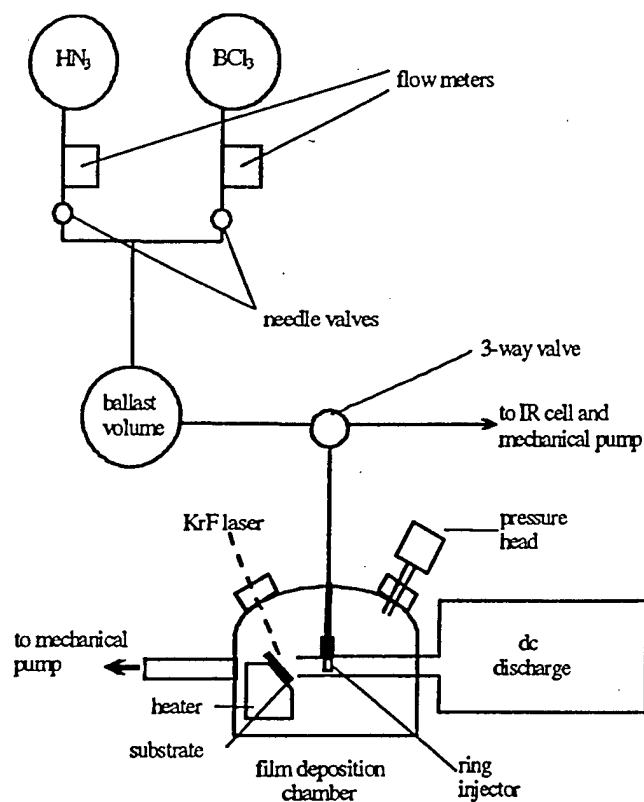 HN₃
BCl₃
flow meters
needle valves
3-way valve
ballast
volume
to IR cell and
mechanical pump
KrF laser
pressure
head
to mechanical
pump
dc
discharge
heater
substrate
film deposition
chamber
ring
injector